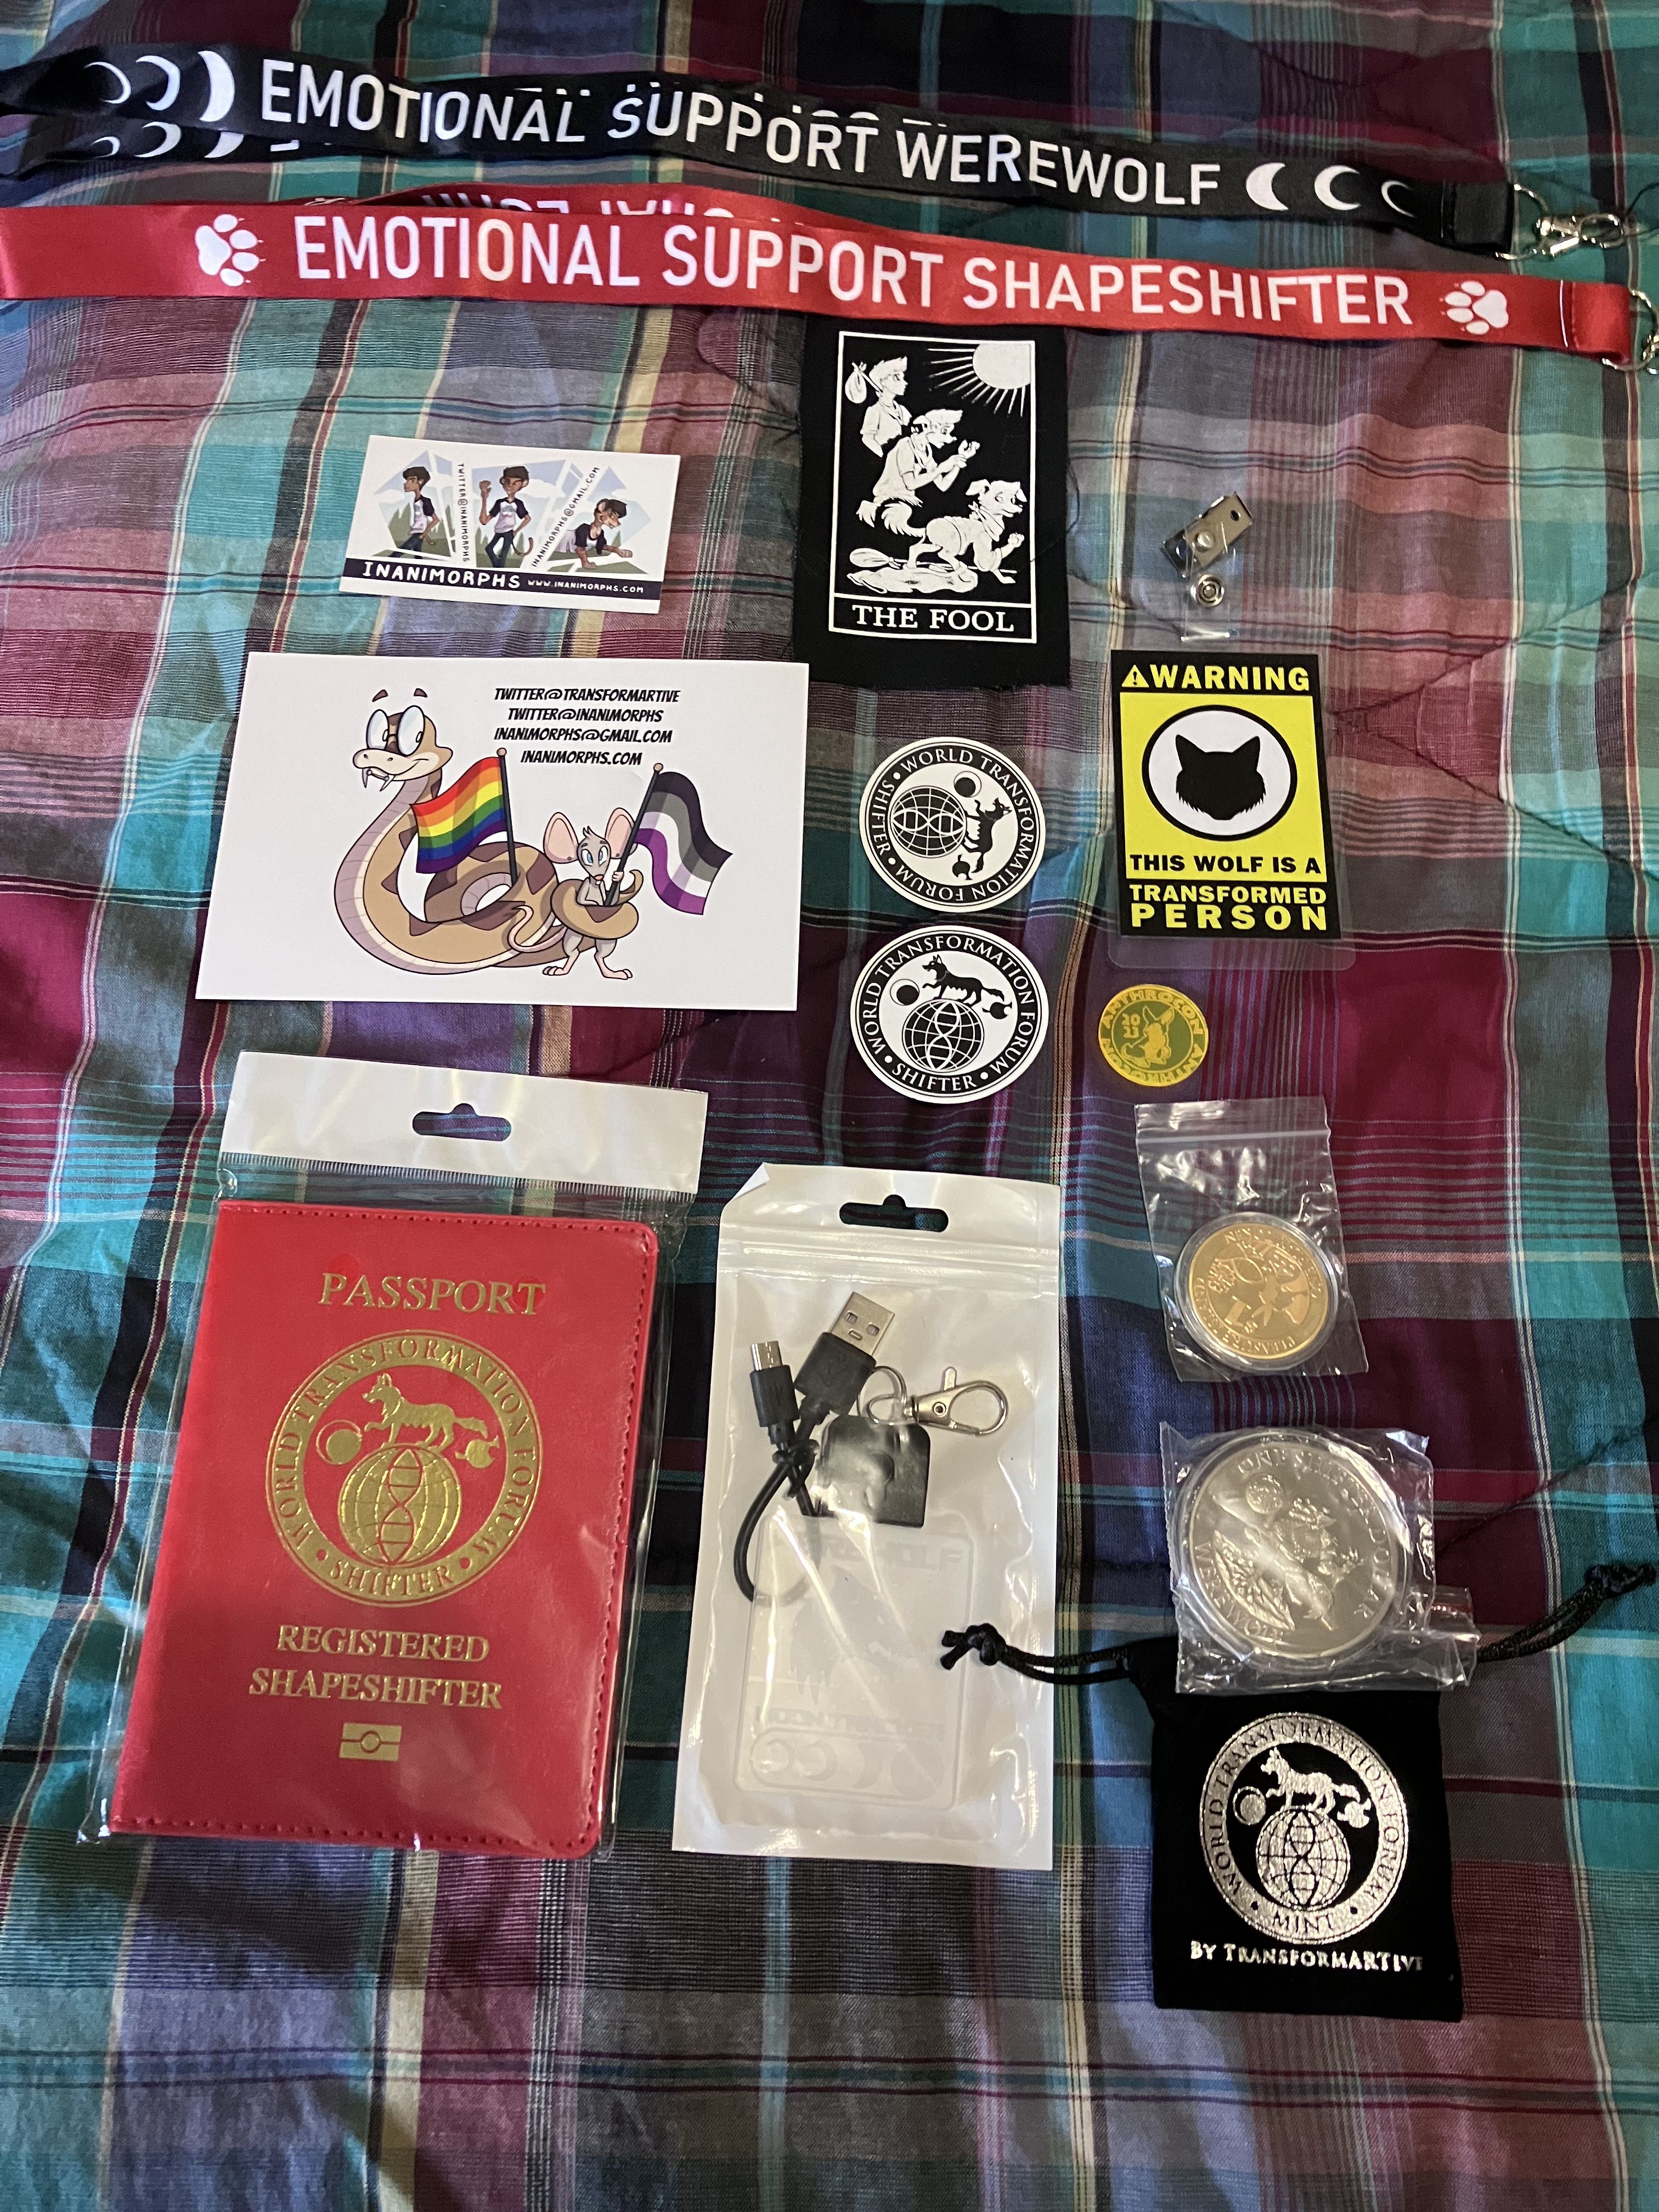 EMOTIONAL SUPPORT WEREWOLF
EMOTIONAL SUPPORT SHAPESHIFTER
TWITTER@INANIMORPHS
INANIMORPHS@GMAIL.COM
INANIMORPHS WWW.INANIMORPHS.COM
THE FOOL
TWITTER@TRANSFORMARTIVE
TWITTER@INANIMORPHS
INANIMORPHS@GMAIL.COM
INANIMORPHS.COM
WARNING
THIS WOLF IS A
TRANSFORMED
PERSON
WORLD TRANSFORMATION FORUM • SHIFTER •
WORLD TRANSFORMATION FORUM • SHIFTER •
ANTHROCON
PASSPORT
WORLD TRANSFORMATION FORUM • SHIFTER •
REGISTERED
SHAPESHIFTER
WEREWOLF
WORLD TRANSFORMATION FORUM • MINT •
BY TRANSFORMARTIVE